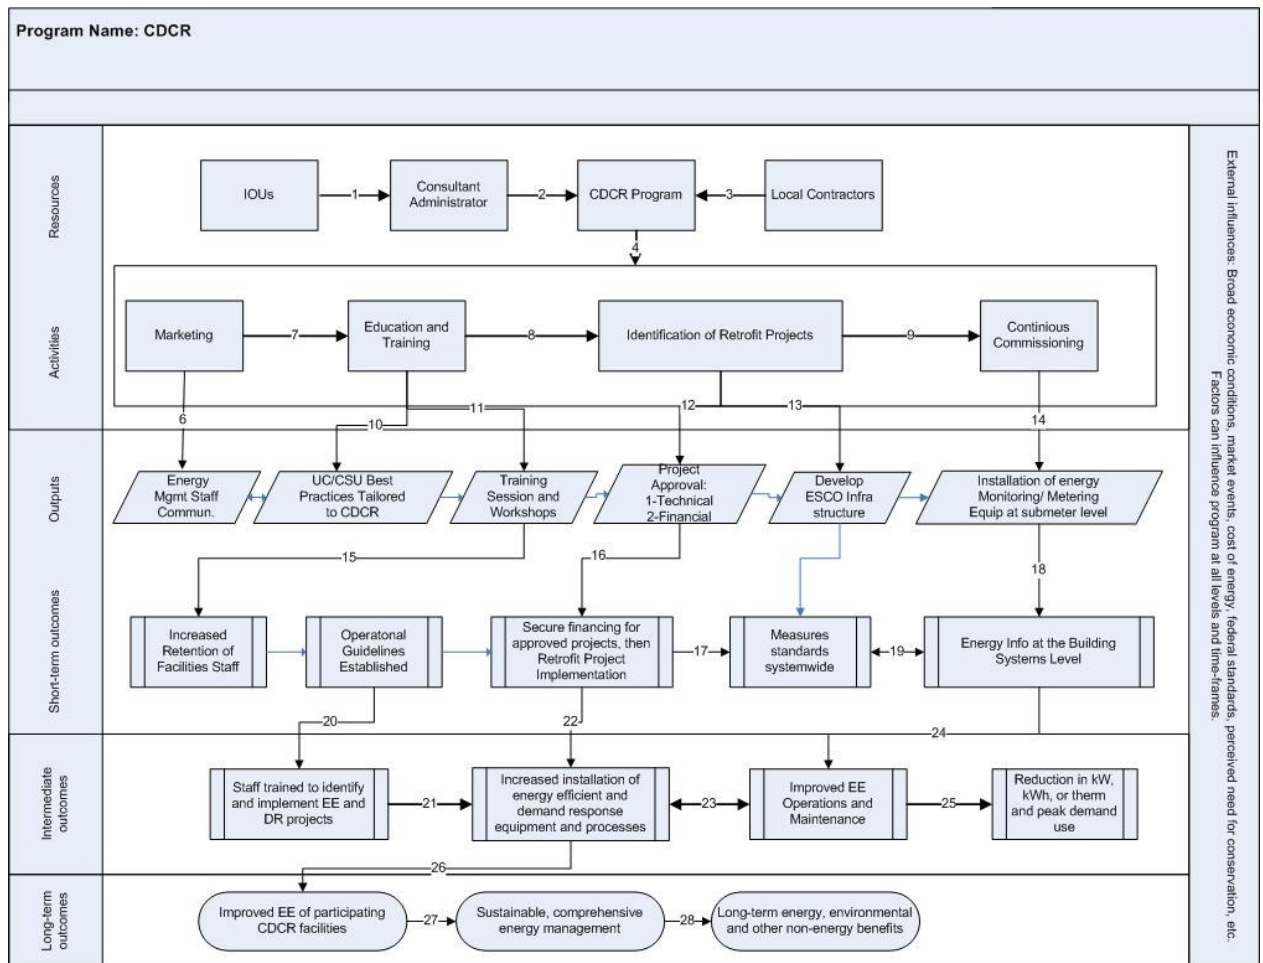 Program Name: CDCR
Resources
IOUs
1
Consultant
Administrator
2
CDCR Program
3
Local Contractors
4
Activities
Marketing
7
Education and
Training
8
Identification of Retrofit Projects
9
Continious
Commissioning
6
10
11
12
13
14
Outputs
Energy
Mgmt Staff
Commun.
UC/CSU Best
Practices Tailored
to CDCR
Training
Session and
Workshops
Project
Approval:
1-Technical
2-Financial
Develop
ESCO Infra
structure
Installation of energy
Monitoring/ Metering
Equip at submeter level
15
16
18
Short-term outcomes
Increased
Retention of
Facilities Staff
Operatonal
Guidelines
Established
Secure financing for
approved projects, then
Retrofit Project
Implementation
17
Measures
standards
systemwide
19
Energy Info at the Building
Systems Level
20
22
24
Intermediate
outcomes
Staff trained to identify
and implement EE and
DR projects
21
Increased installation of
energy efficient and
demand response
equipment and processes
23
Improved EE
Operations and
Maintenance
25
Reduction in kW,
kWh, or therm
and peak demand
use
26
Long-term
outcomes
Improved EE of participating
CDCR facilities
27
Sustainable, comprehensive
energy management
28
Long-term energy, environmental
and other non-energy benefits
External influences: Broad economic conditions, market events, cost of energy, federal standards, perceived need for conservation, etc.
Factors can influence program at all levels and time-frames.